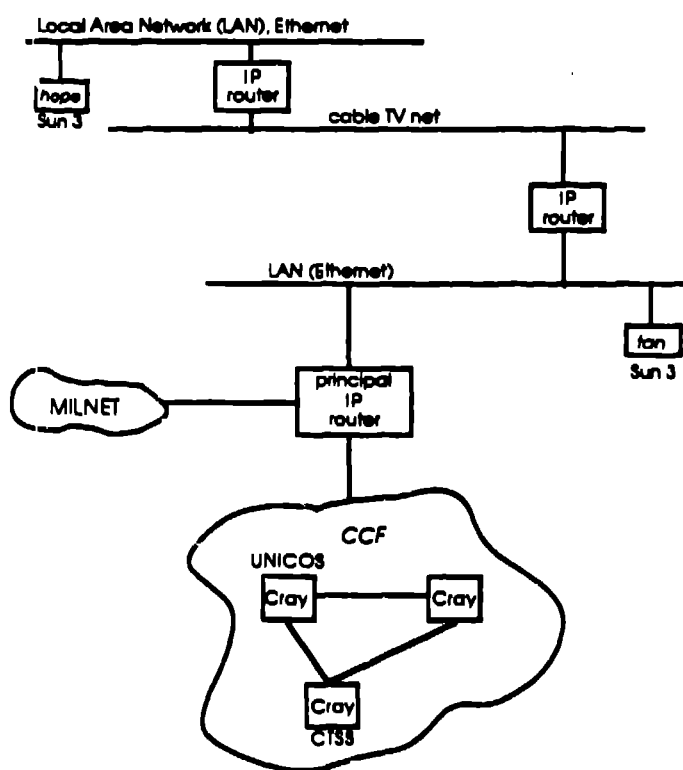 Local Area Network (LAN), Ethernet
IP
router
hope
Sun 3
cable TV net
IP
router
LAN (Ethernet)
fan
Sun 3
principal
IP
router
MILNET
CCF
UNICOS
Cray
Cray
Cray
CTSS